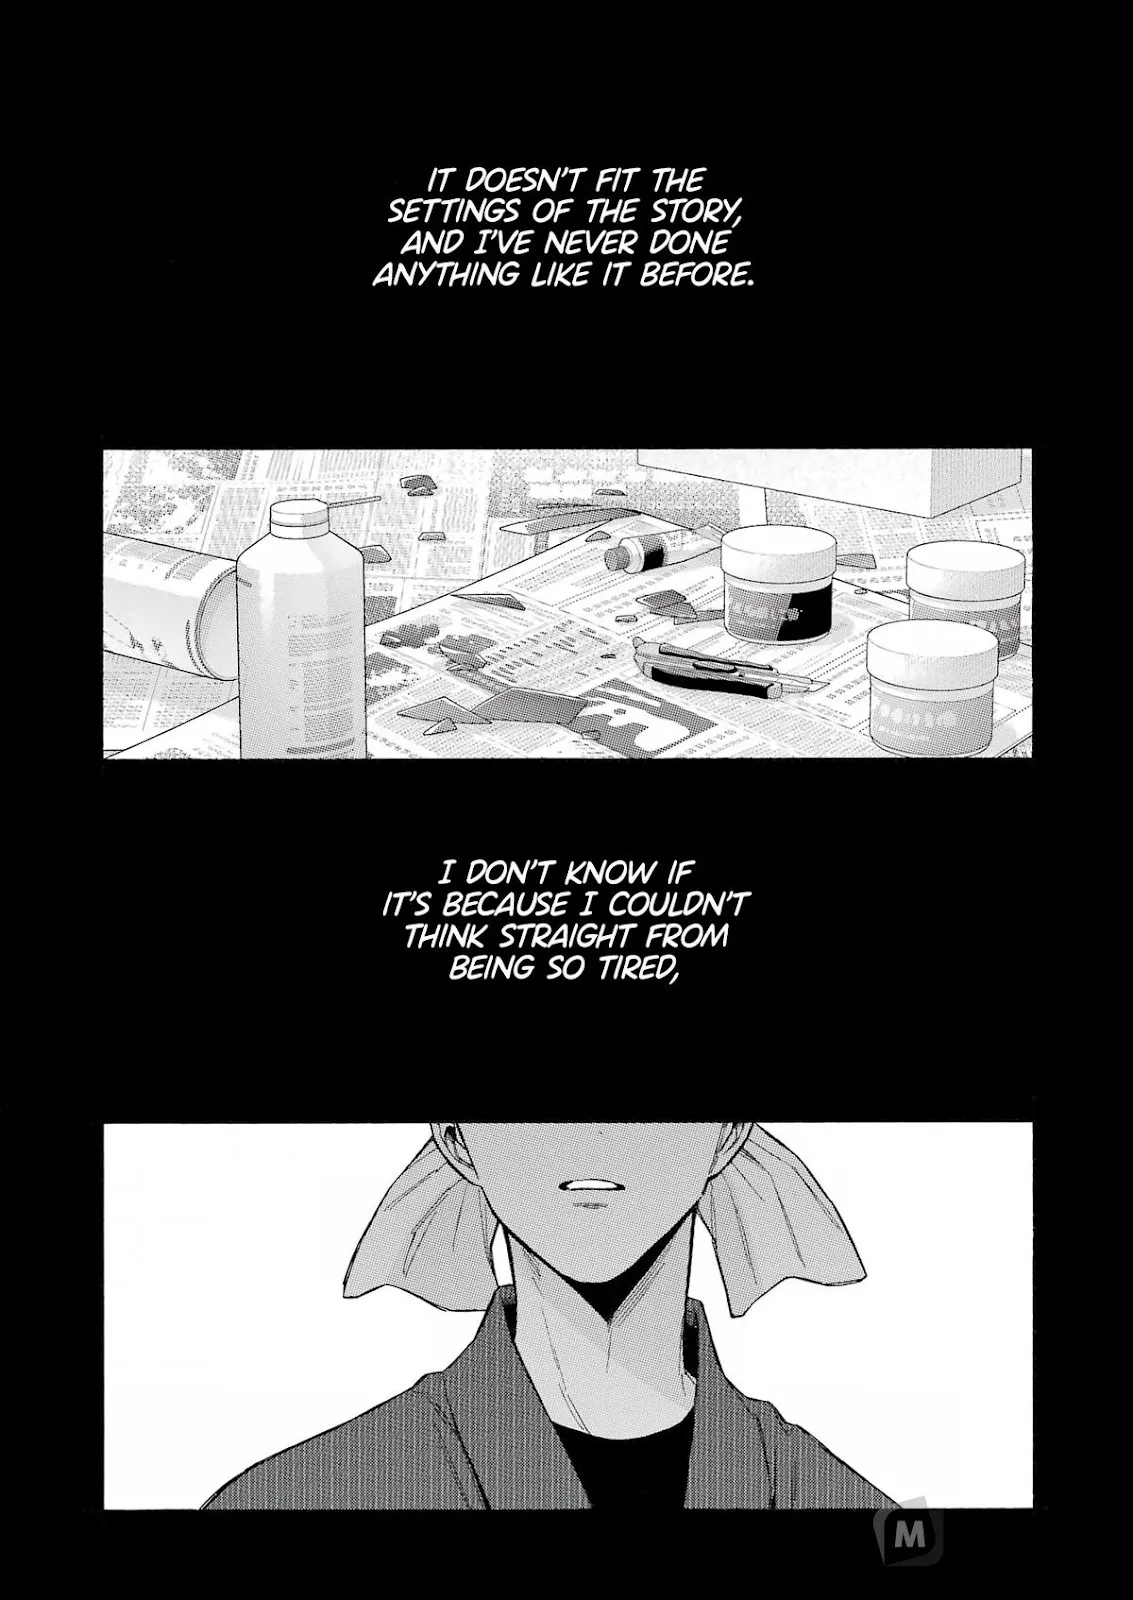 IT DOESN'T FIT THE
SETTINGS OF THE STORY,
AND I'VE NEVER DONE
ANYTHING LIKE IT BEFORE.
I DON'T KNOW IF
IT'S BECAUSE I COULDN'T
THINK STRAIGHT FROM
BEING SO TIRED,
M